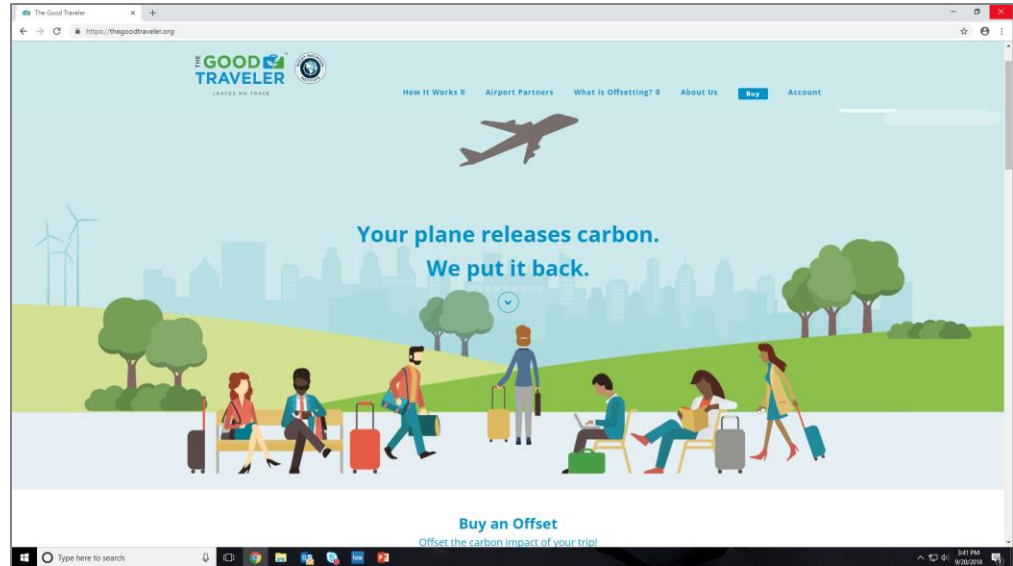 The Good Traveler
https://thegoodtraveler.org
THE GOOD TRAVELER
LEAVES NO TRACE
How It Works
Airport Partners
What is Offsetting?
About Us
Buy
Account
Your plane releases carbon.
We put it back.
Buy an Offset
Offset the carbon impact of your trip!
Type here to search
3:41 PM
9/20/2018